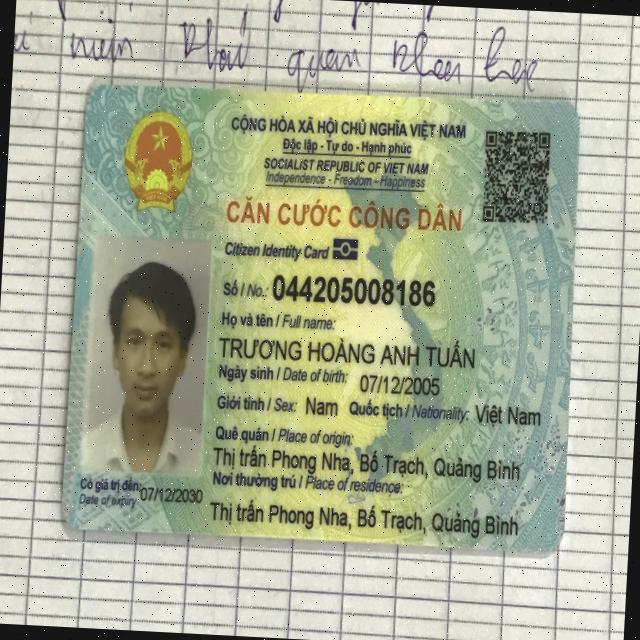 niệm khái quan khoa học
CỘNG HÒA XÃ HỘI CHỦ NGHĨA VIỆT NAM
Độc lập - Tự do - Hạnh phúc
SOCIALIST REPUBLIC OF VIET NAM
Independence - Freedom - Happiness
CĂN CƯỚC CÔNG DÂN
Citizen Identity Card
Số / No.: 044205008186
Họ và tên / Full name:
TRƯƠNG HOÀNG ANH TUẤN
Ngày sinh / Date of birth: 07/12/2005
Giới tính / Sex: Nam Quốc tịch / Nationality: Việt Nam
Quê quán / Place of origin:
Thị trấn Phong Nha, Bố Trạch, Quảng Bình
Nơi thường trú / Place of residence:
Thị trấn Phong Nha, Bố Trạch, Quảng Bình
Có giá trị đến: 07/12/2030
Date of expiry